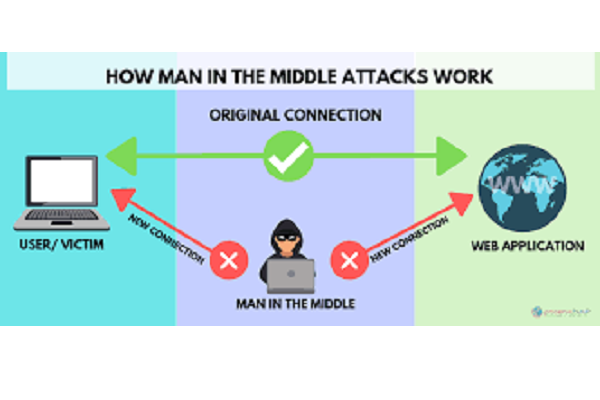 HOW MAN IN THE MIDDLE ATTACKS WORK
ORIGINAL CONNECTION
WWW
USER/ VICTIM
NEW CONNECTION
NEW CONNECTION
WEB APPLICATION
MAN IN THE MIDDLE